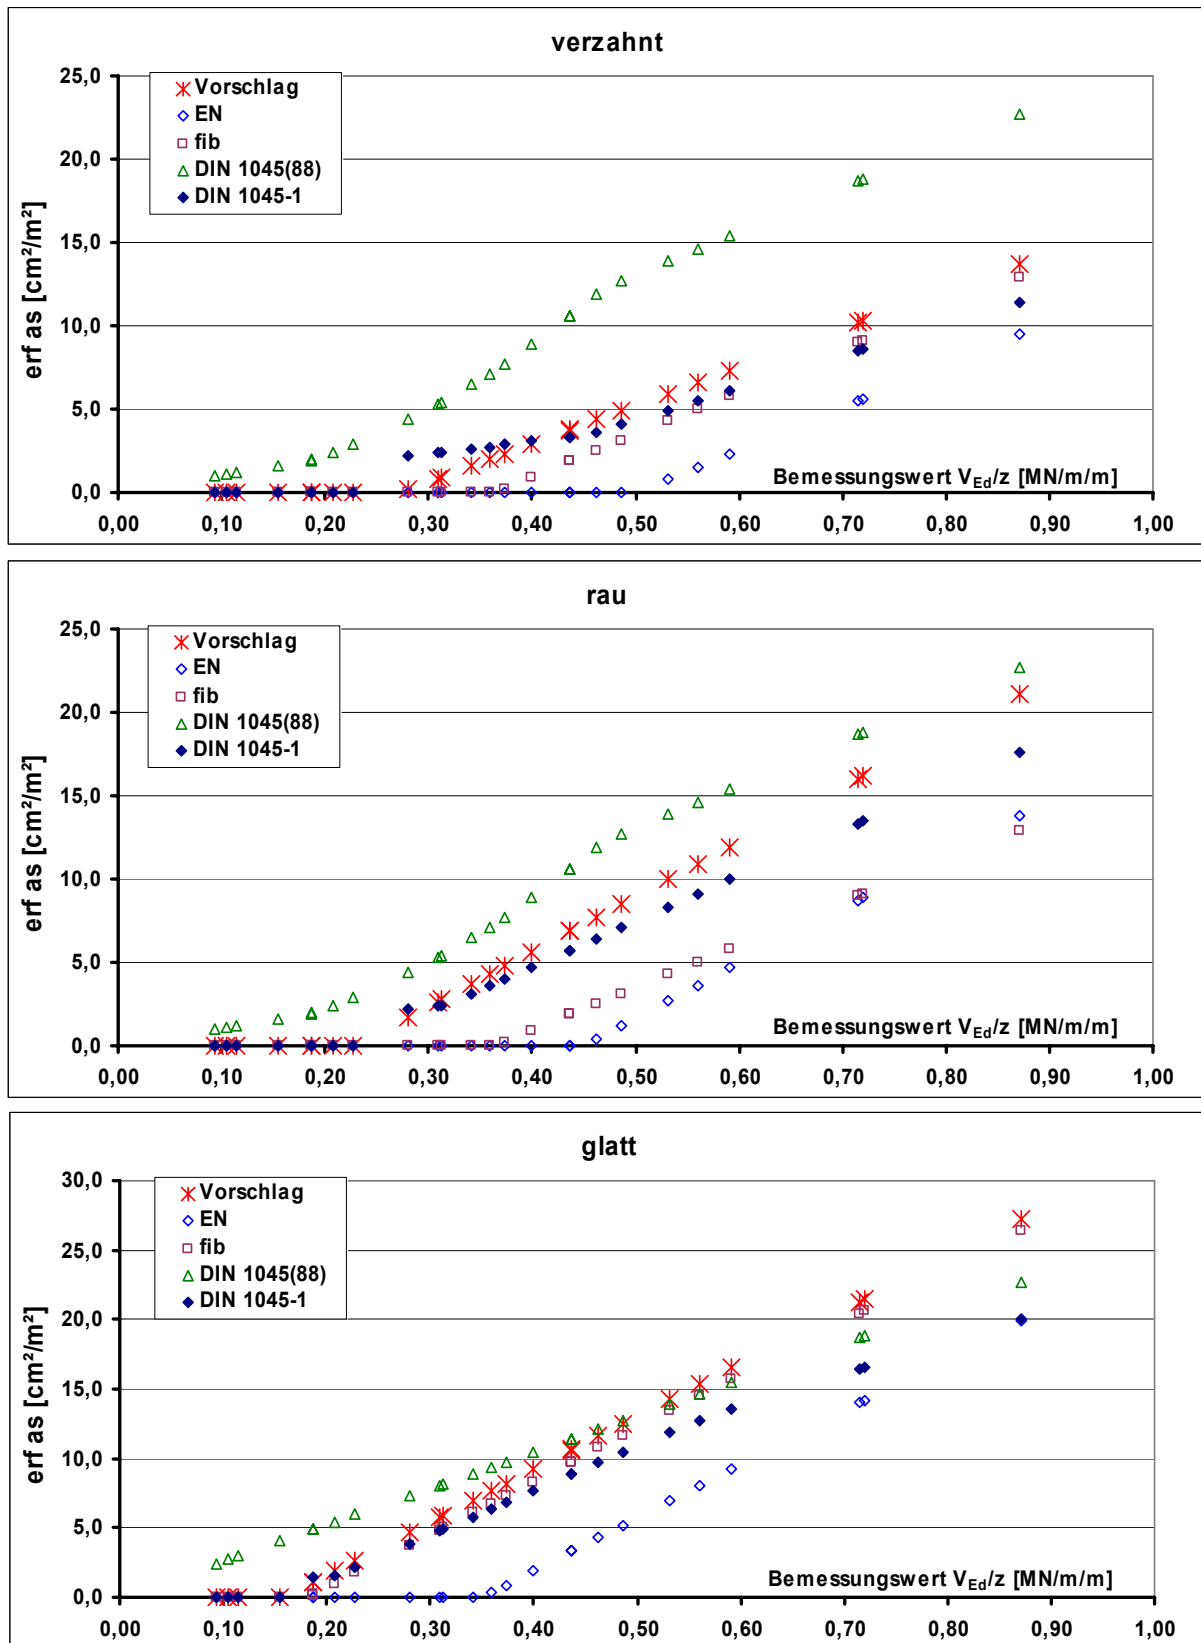 verzahnt
25,0
20,0
15,0
10,0
5,0
0,0
erf as [cm²/m²]
Vorschlag
EN
fib
DIN 1045(88)
DIN 1045-1
Bemessungswert V_Ed/z [MN/m/m]
0,00 0,10 0,20 0,30 0,40 0,50 0,60 0,70 0,80 0,90 1,00
rau
25,0
20,0
15,0
10,0
5,0
0,0
erf as [cm²/m²]
Vorschlag
EN
fib
DIN 1045(88)
DIN 1045-1
Bemessungswert V_Ed/z [MN/m/m]
0,00 0,10 0,20 0,30 0,40 0,50 0,60 0,70 0,80 0,90 1,00
glatt
30,0
25,0
20,0
15,0
10,0
5,0
0,0
erf as [cm²/m²]
Vorschlag
EN
fib
DIN 1045(88)
DIN 1045-1
Bemessungswert V_Ed/z [MN/m/m]
0,00 0,10 0,20 0,30 0,40 0,50 0,60 0,70 0,80 0,90 1,00